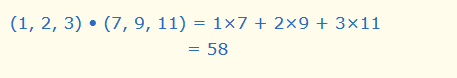 (1, 2, 3) • (7, 9, 11) = 1×7 + 2×9 + 3×11
= 58